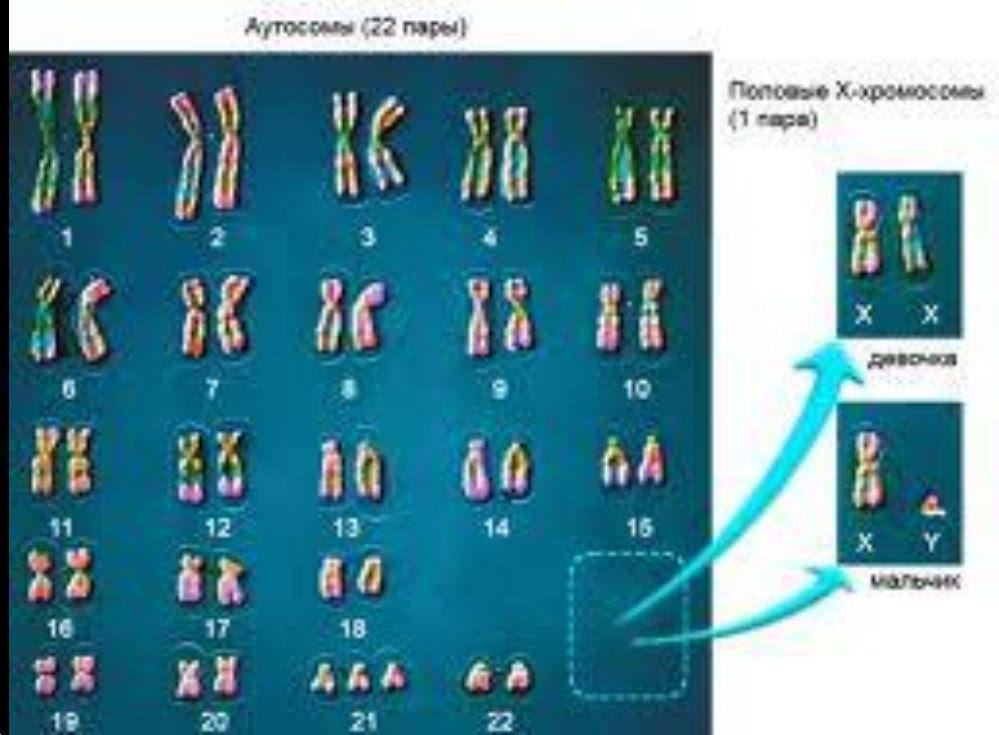 Аутосомы (22 пары)
Половые X-хромосомы
(1 пара)
1 2 3 4 5
6 7 8 9 10
11 12 13 14 15
16 17 18
19 20 21 22
X X
девочка
X Y
мальчик